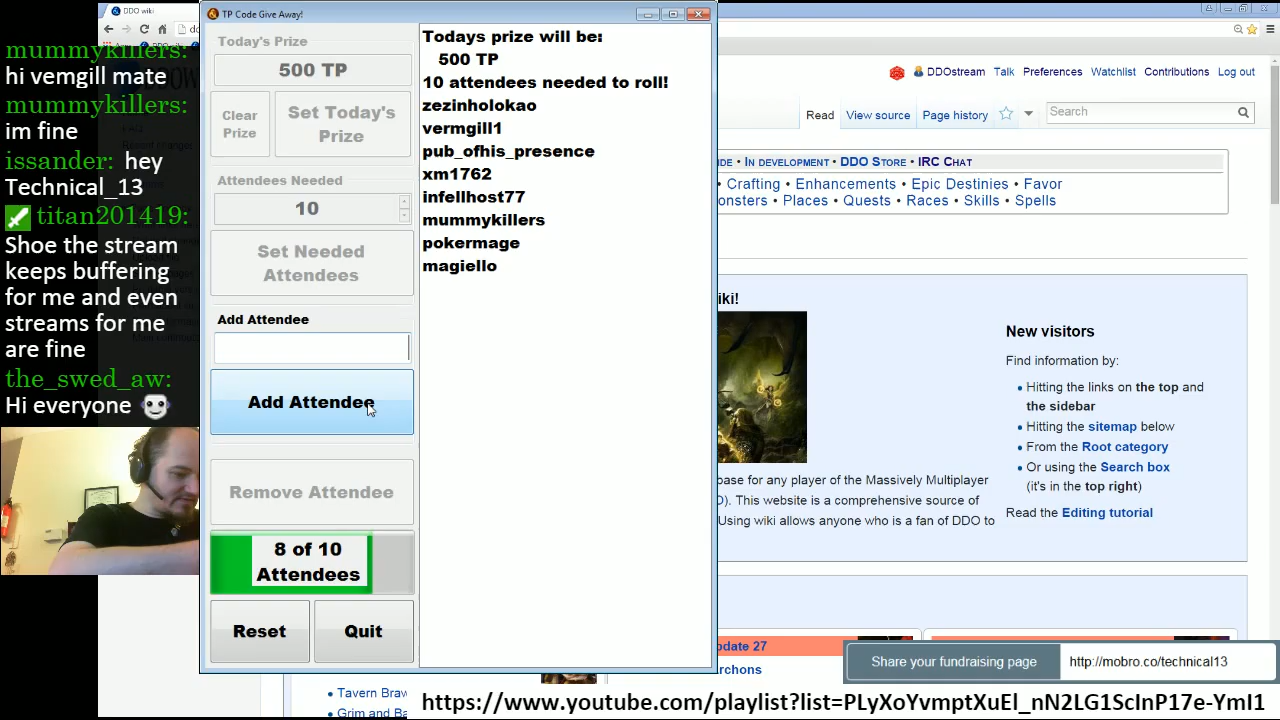 mummykillers:
hi vemgill mate
mummykillers:
im fine
issander: hey
Technical_13
titan201419:
Shoe the stream
keeps buffering
for me and even
streams for me
are fine
the_swed_aw:
Hi everyone
DDO wiki
TP Code Give Away!
Today's Prize
500 TP
Clear
Prize
Set Today's
Prize
Attendees Needed
10
Set Needed
Attendees
Add Attendee
Add Attendee
Remove Attendee
8 of 10
Attendees
Reset
Quit
Todays prize will be:
500 TP
10 attendees needed to roll!
zezinholokao
vermgill1
pub_ofhis_presence
xm1762
infellhost77
mummykillers
pokermage
magiello
DDOstream Talk Preferences Watchlist Contributions Log out
Read View source Page history
Search
• In development • DDO Store • IRC Chat
Crafting • Enhancements • Epic Destinies • Favor
onsters • Places • Quests • Races • Skills • Spells
iki!
New visitors
Find information by:
Hitting the links on the top and
the sidebar
Hitting the sitemap below
From the Root category
Or using the Search box
(it's in the top right)
Read the Editing tutorial
base for any player of the Massively Multiplayer
). This website is a comprehensive source of
Using wiki allows anyone who is a fan of DDO to
pdate 27
archons
Tavern Braw
Grim and Ba
Share your fundraising page
http://mobro.co/technical13
https://www.youtube.com/playlist?list=PLyXoYvmptXuEl_nN2LG1ScInP17e-YmI1